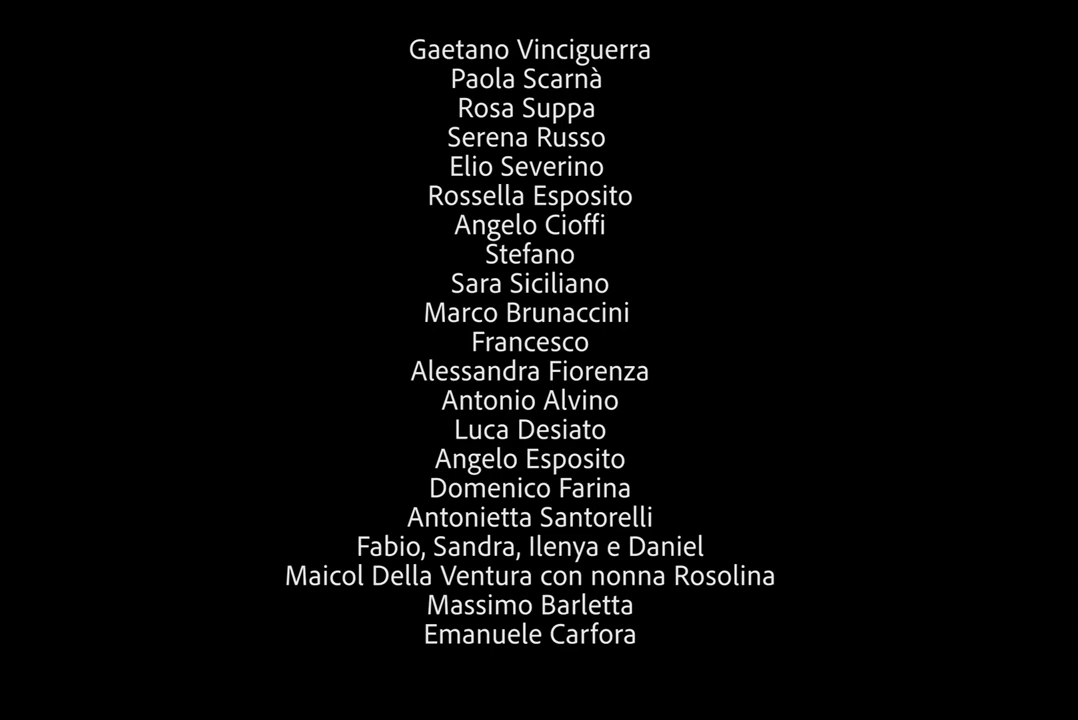 Gaetano Vinciguerra
Paola Scarnà
Rosa Suppa
Serena Russo
Elio Severino
Rossella Esposito
Angelo Cioffi
Stefano
Sara Siciliano
Marco Brunaccini
Francesco
Alessandra Fiorenza
Antonio Alvino
Luca Desiato
Angelo Esposito
Domenico Farina
Antonietta Santorelli
Fabio, Sandra, Ilenya e Daniel
Maicol Della Ventura con nonna Rosolina
Massimo Barletta
Emanuele Carfora